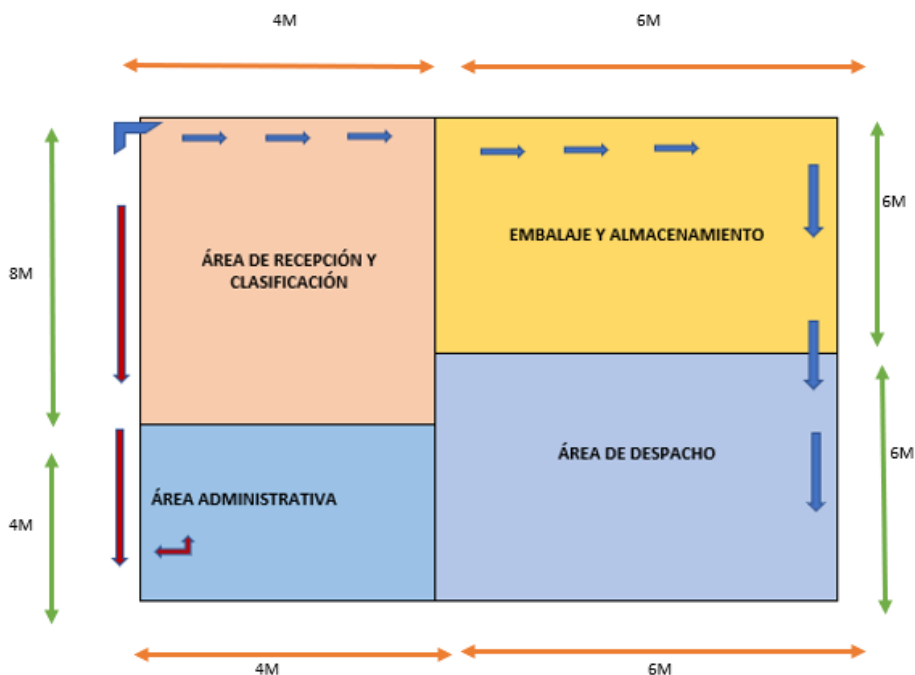 4M
6M
8M
ÁREA DE RECEPCIÓN Y
CLASIFICACIÓN
EMBALAJE Y ALMACENAMIENTO
6M
4M
ÁREA ADMINISTRATIVA
ÁREA DE DESPACHO
6M
4M
6M